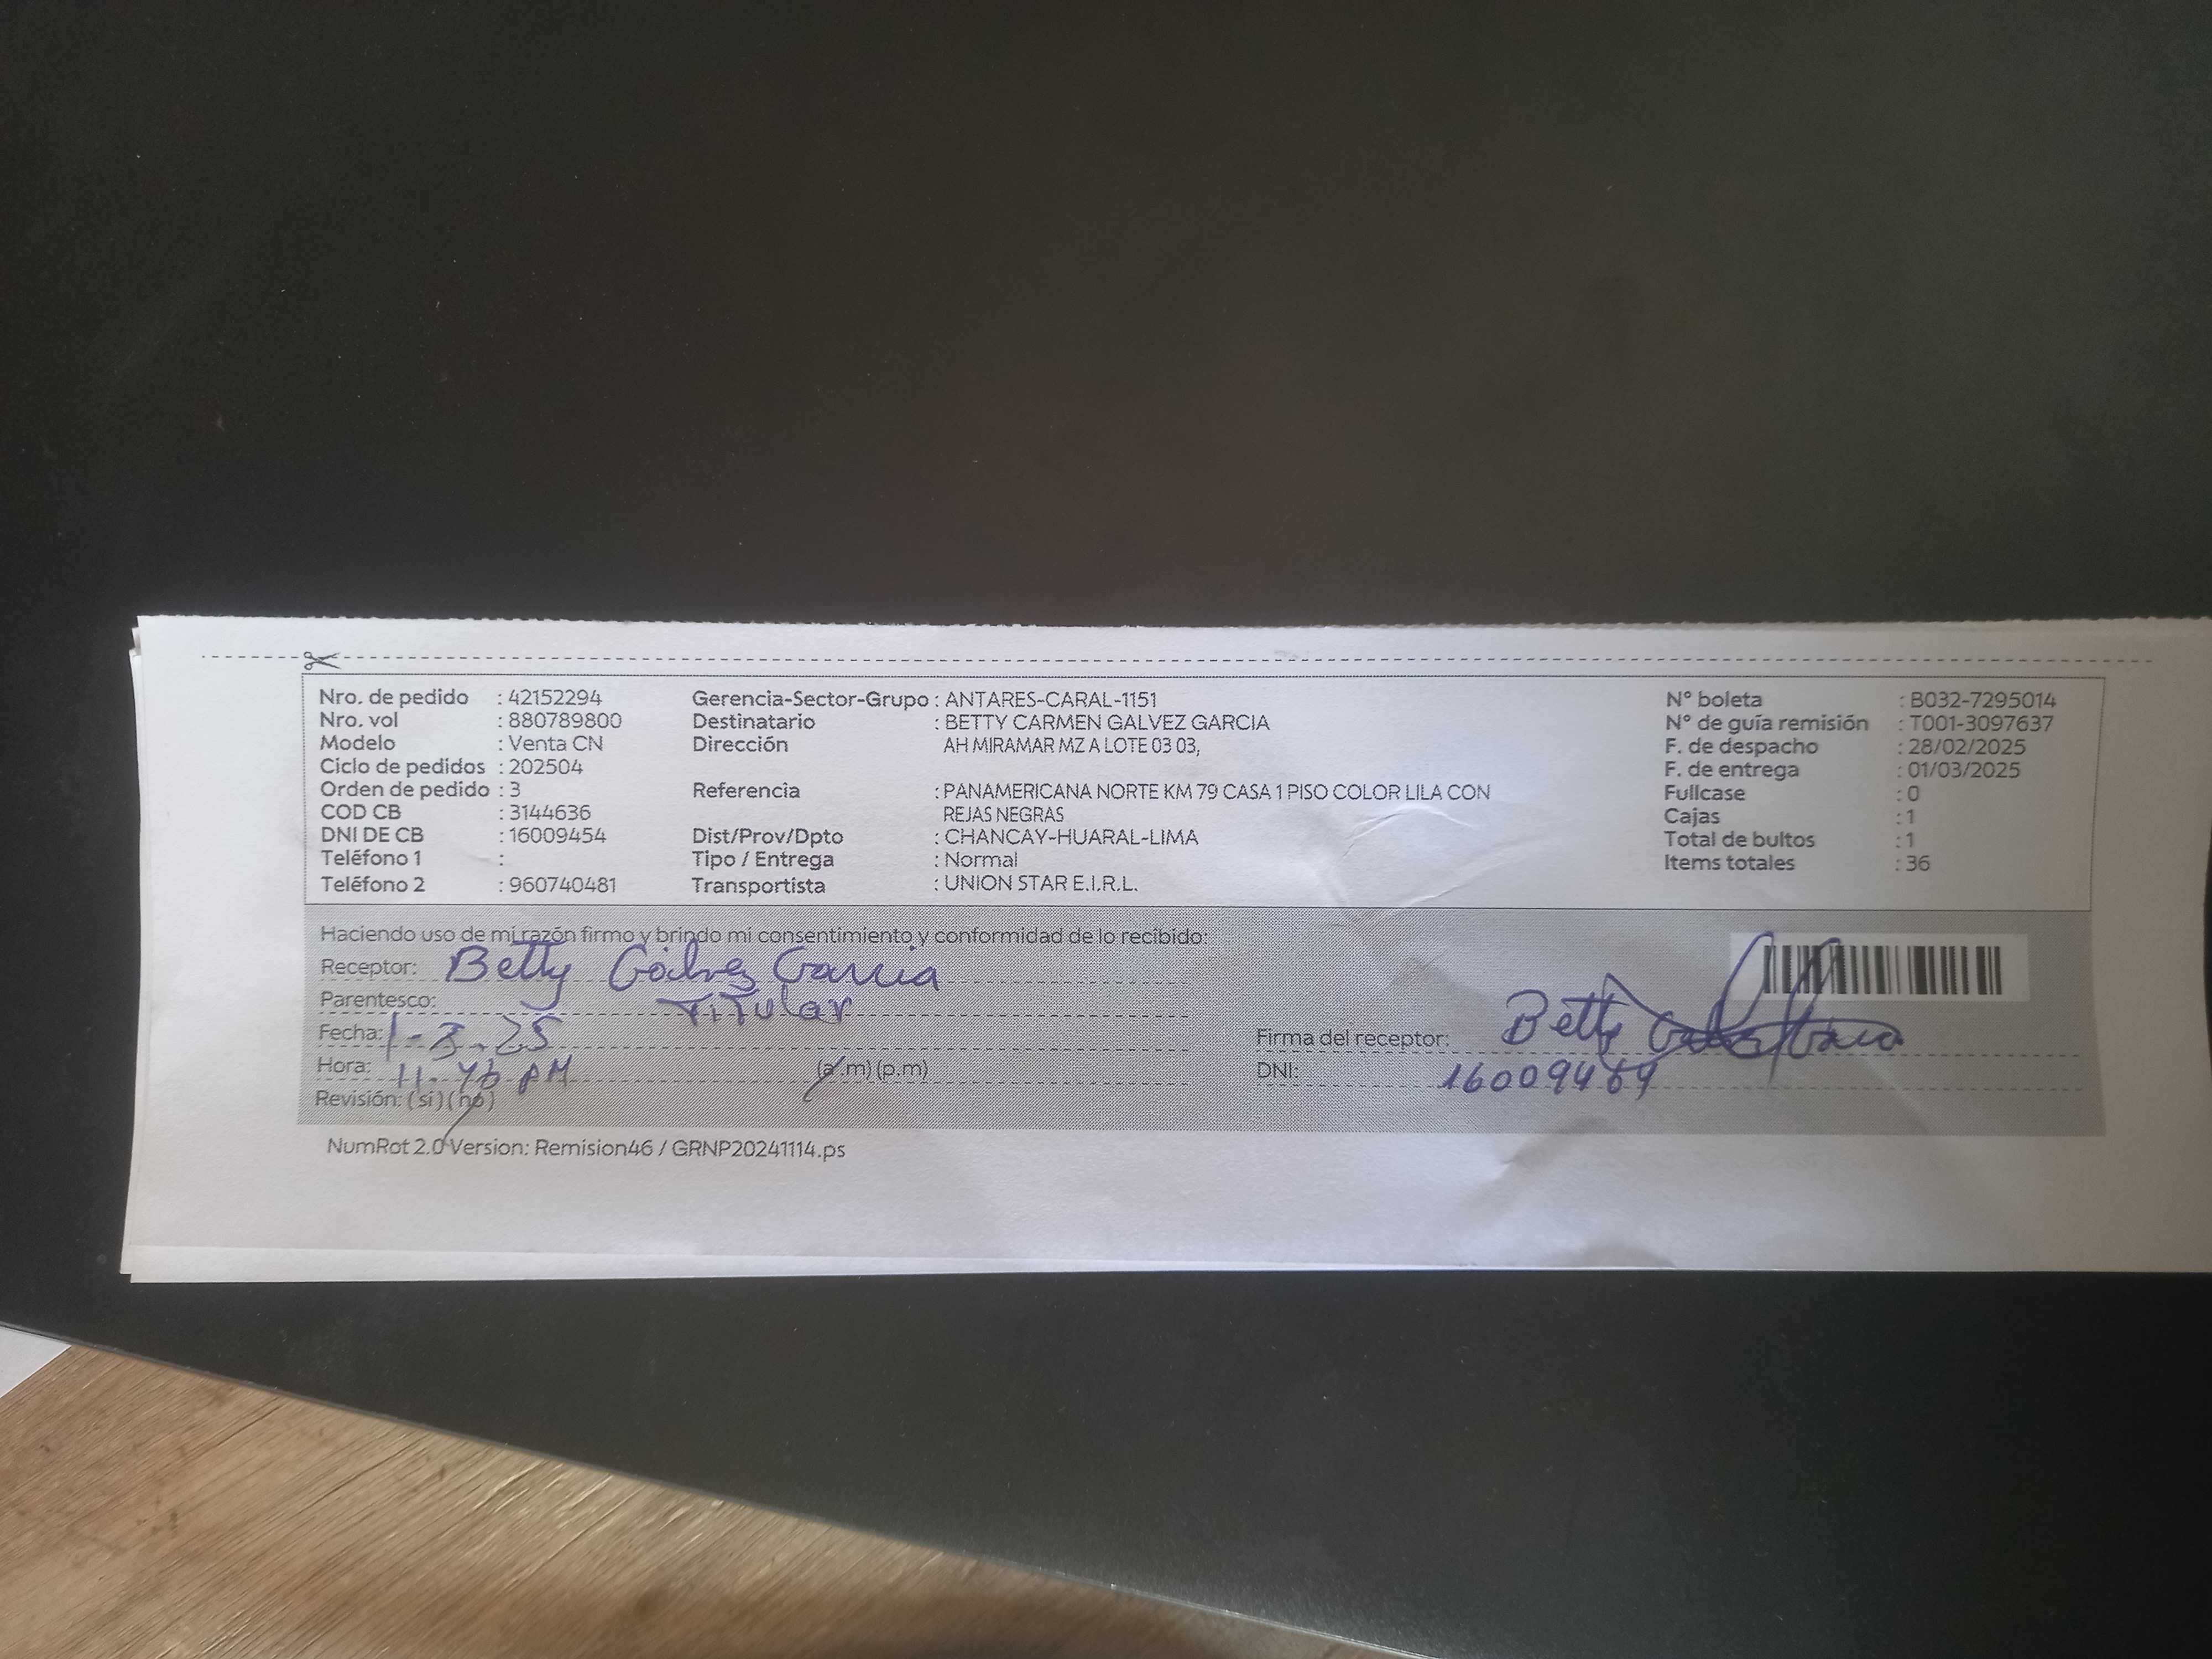 Nro. de pedido : 42152294 Gerencia-Sector-Grupo : ANTARES-CARAL-1151 N° boleta : B032-7295014
Nro. vol : 880789800 Destinatario : BETTY CARMEN GALVEZ GARCIA N° de guía remisión : T001-3097637
Modelo : Venta CN Dirección AH MIRAMAR MZ A LOTE 03 03, F. de despacho : 28/02/2025
Ciclo de pedidos : 202504 F. de entrega : 01/03/2025
Orden de pedido : 3 Referencia : PANAMERICANA NORTE KM 79 CASA 1 PISO COLOR LILA CON Fullcase : 0
COD CB : 3144636 REJAS NEGRAS Cajas : 1
DNI DE CB : 16009454 Dist/Prov/Dpto : CHANCAY-HUARAL-LIMA Total de bultos : 1
Teléfono 1 : Tipo / Entrega : Normal Items totales : 36
Teléfono 2 : 960740481 Transportista : UNION STAR E.I.R.L.
Haciendo uso de mi razón firmo y brindo mi consentimiento y conformidad de lo recibido:
Receptor: Betty Gálvez Garcia
Parentesco: Titular
Fecha: 1-3-25 Firma del receptor: Betty
Hora: 11. PM (a.m) (p.m) DNI:
Revisión: (si) (no)
NumRot 2.0 Version: Remision46 / GRNP20241114.ps